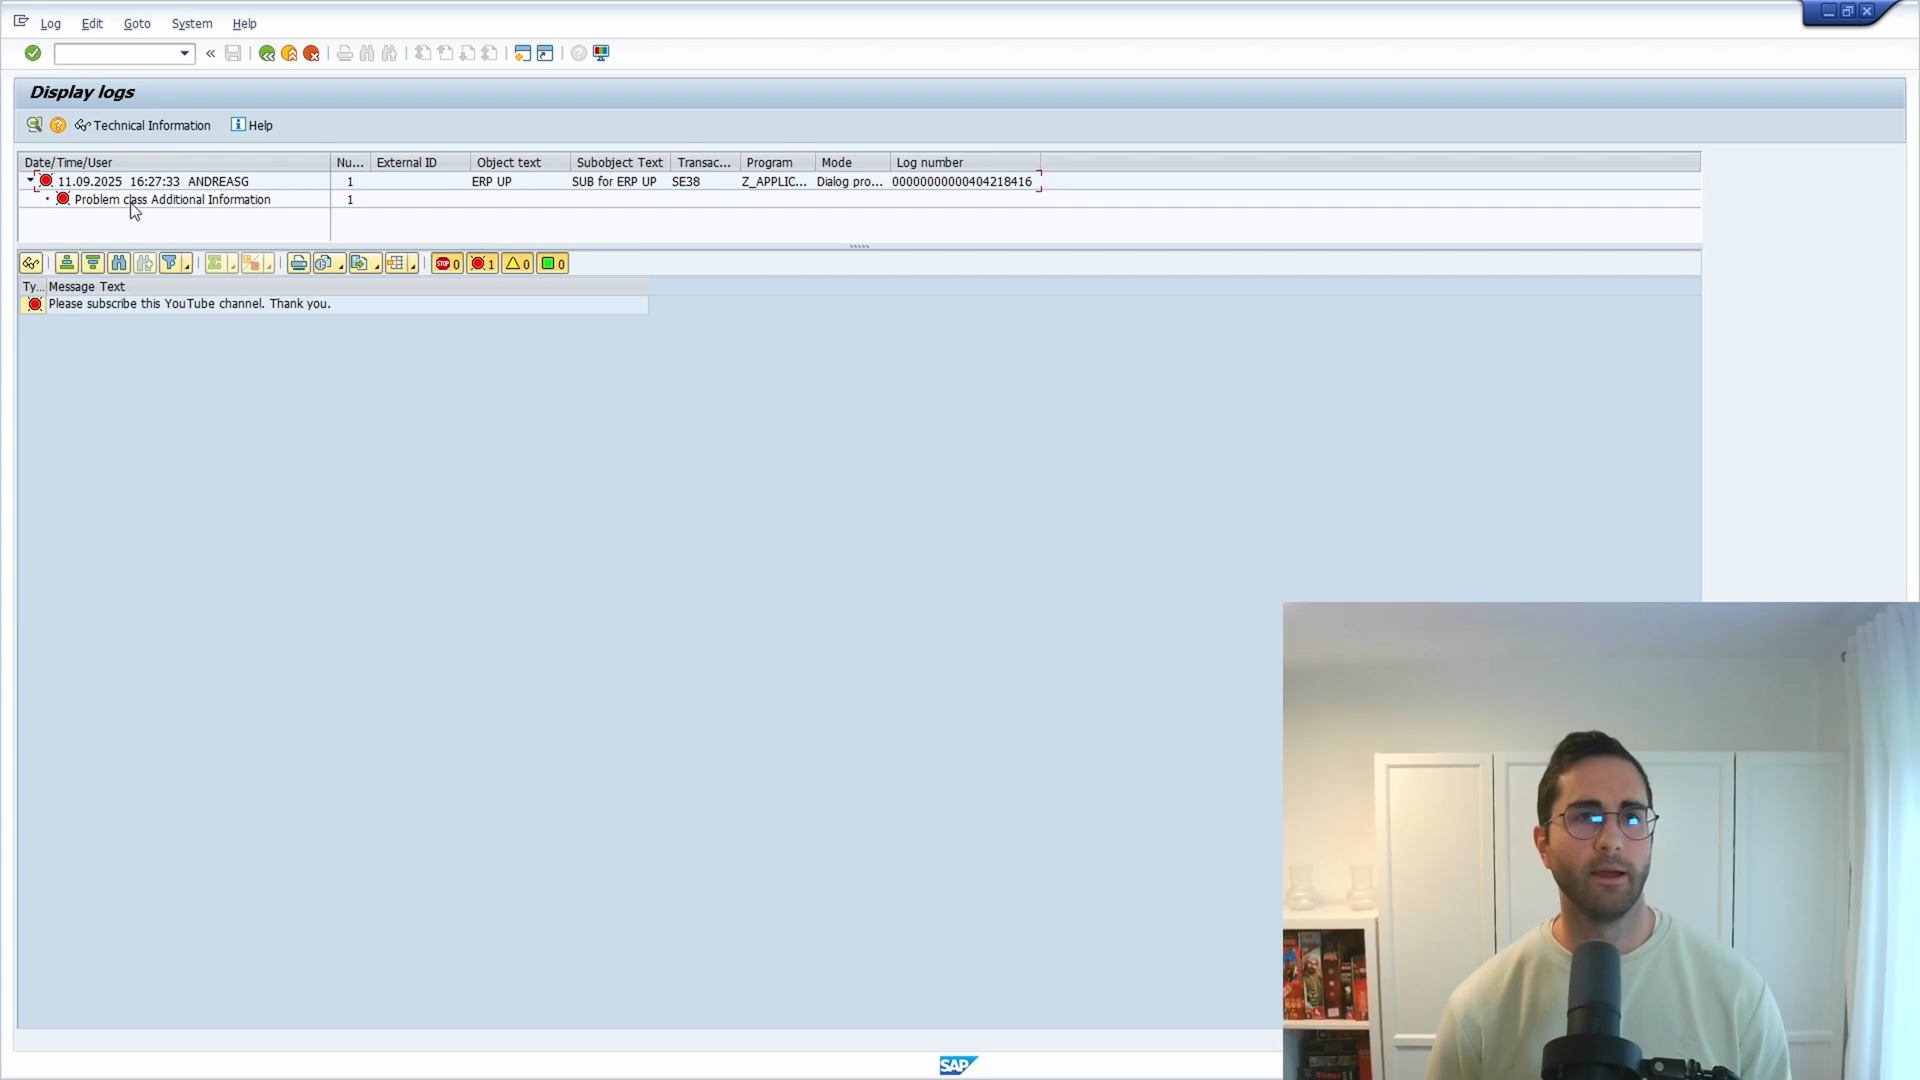 Log Edit Goto System Help
Display logs
Technical Information Help
Date/Time/User Nu... External ID Object text Subobject Text Transac... Program Mode Log number
11.09.2025 16:27:33 ANDREASG 1 ERP UP SUB for ERP UP SE38 Z_APPLIC... Dialog pro... 00000000000404218416
Problem class Additional Information 1
STOP 0 1 0 0
Ty... Message Text
Please subscribe this YouTube channel. Thank you.
SAP